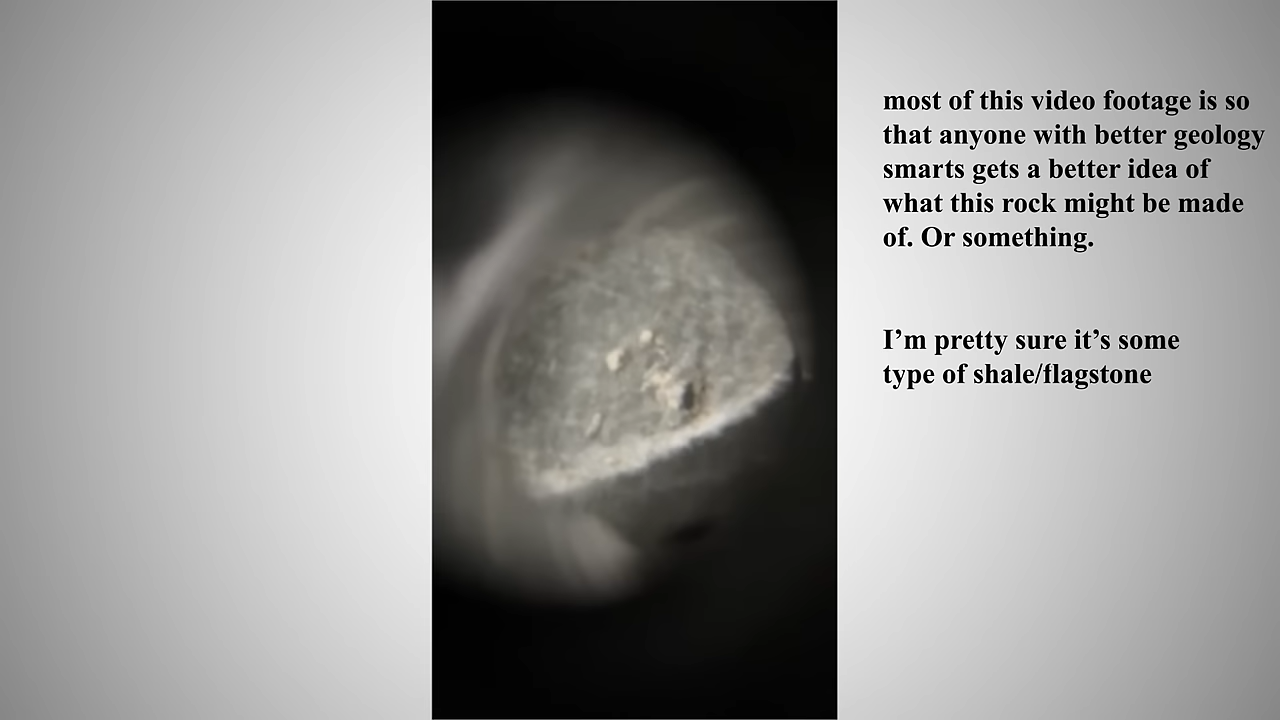 most of this video footage is so
that anyone with better geology
smarts gets a better idea of
what this rock might be made
of. Or something.
I’m pretty sure it’s some
type of shale/flagstone